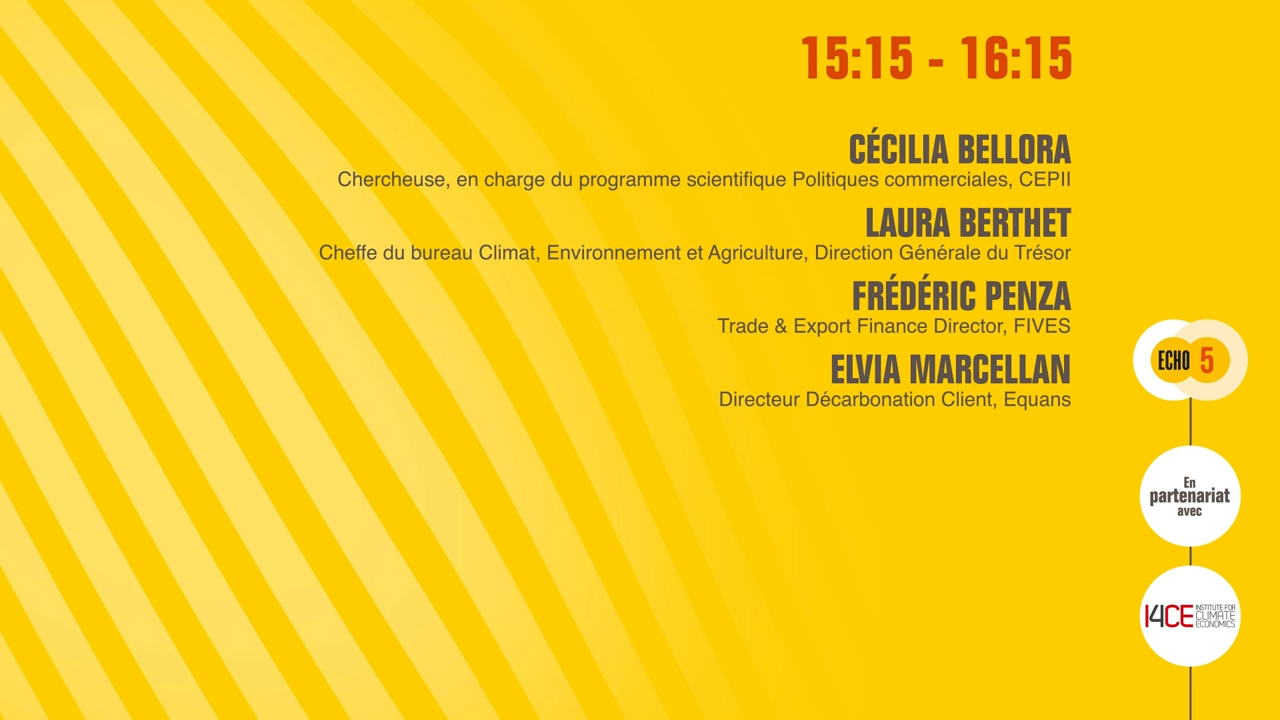 15:15 - 16:15
CÉCILIA BELLORA
Chercheuse, en charge du programme scientifique Politiques commerciales, CEPII
LAURA BERTHET
Cheffe du bureau Climat, Environnement et Agriculture, Direction Générale du Trésor
FRÉDÉRIC PENZA
Trade & Export Finance Director, FIVES
ELVIA MARCELLAN
Directeur Décarbonation Client, Equans
ECHO 5
En
partenariat
avec
I4CE INSTITUTE FOR
CLIMATE
ECONOMICS